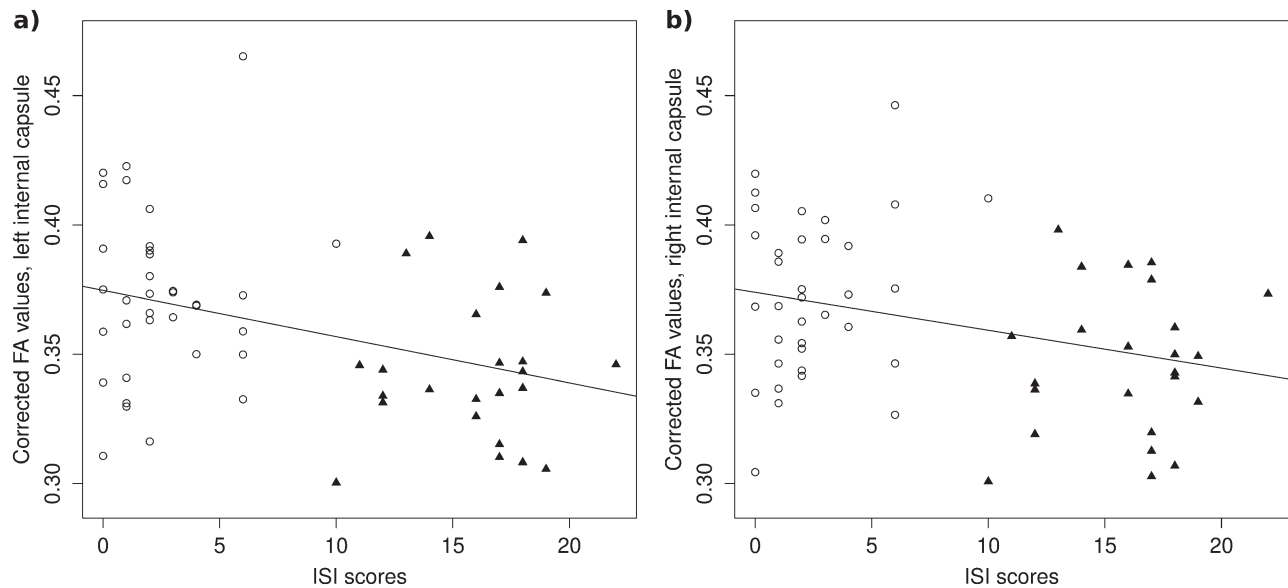 a)
Corrected FA values, left internal capsule
0.45
0.40
0.35
0.30
0 5 10 15 20
ISI scores
b)
Corrected FA values, right internal capsule
0.45
0.40
0.35
0.30
0 5 10 15 20
ISI scores